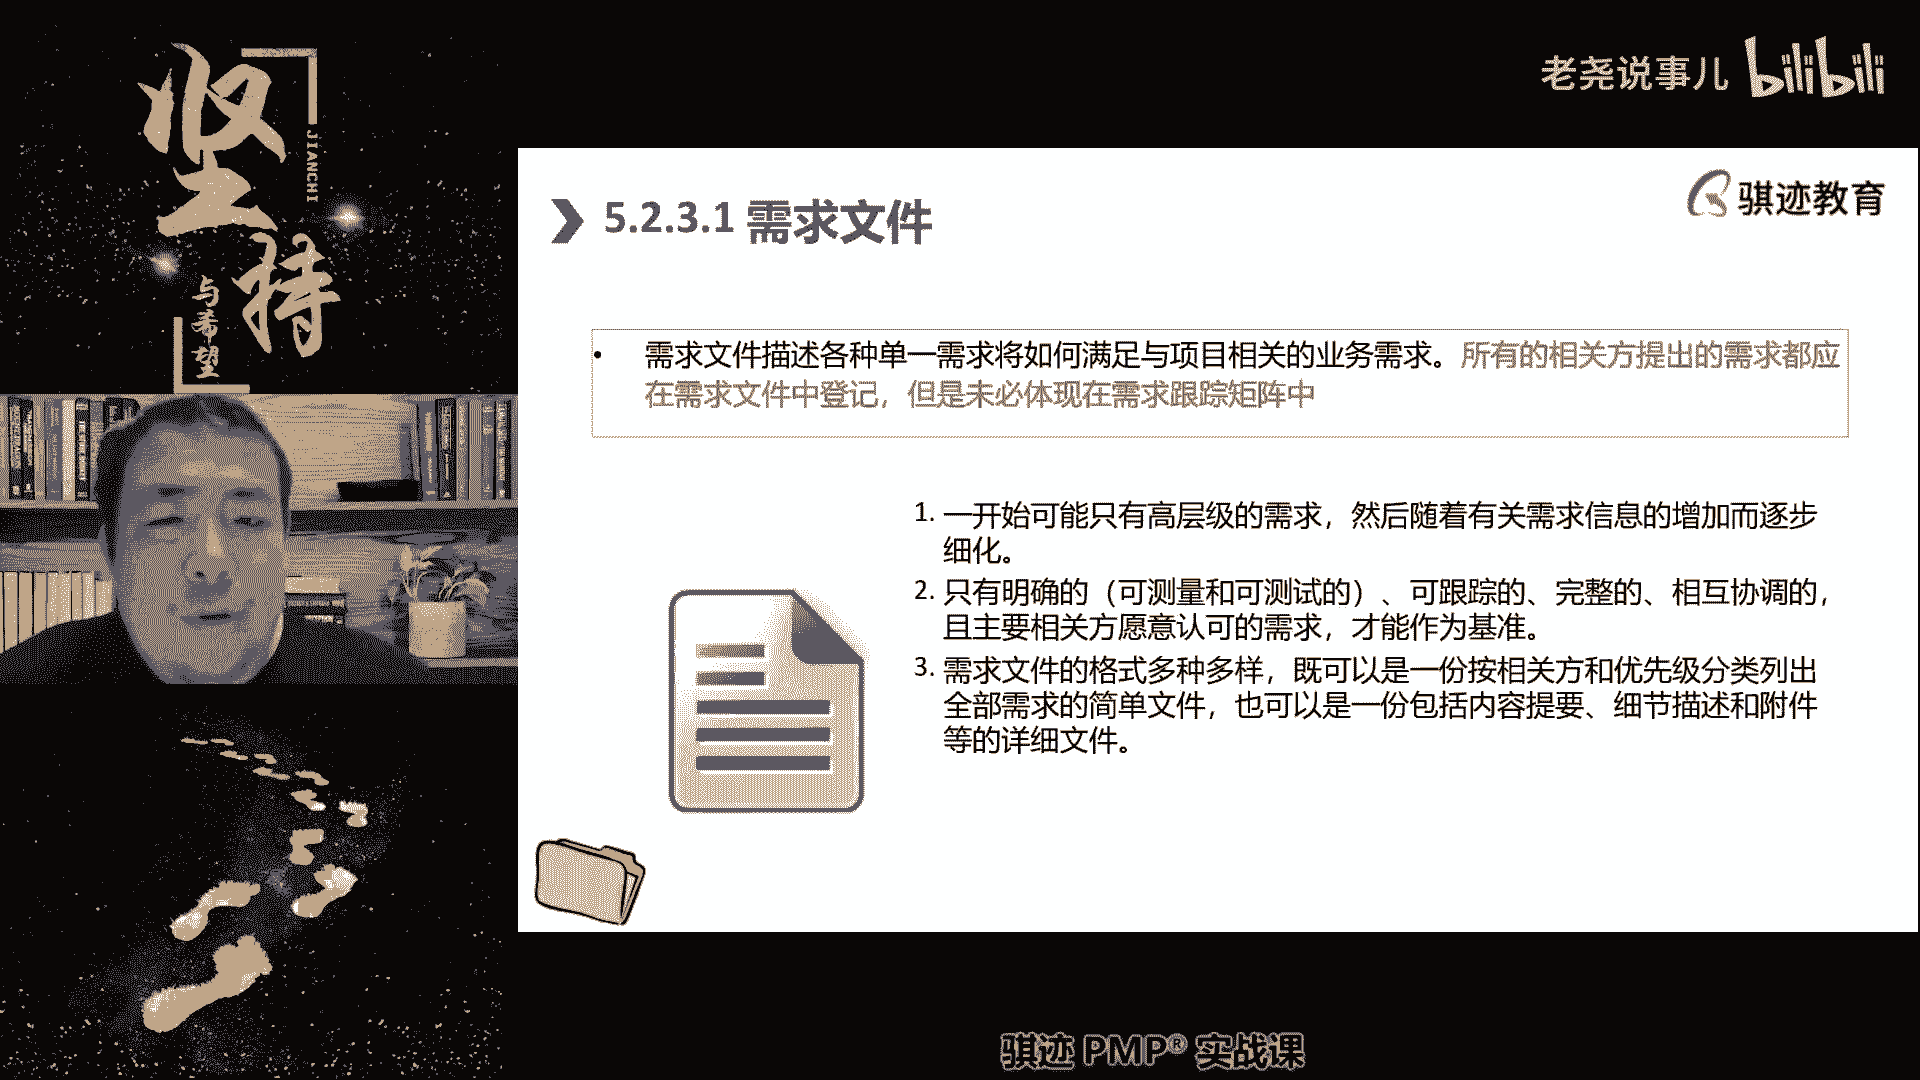 坚持
JIANCHI
与希望
老尧说事儿 bilibili
骐迹教育
5.2.3.1 需求文件
• 需求文件描述各种单一需求将如何满足与项目相关的业务需求。所有的相关方提出的需求都应
在需求文件中登记，但是未必体现在需求跟踪矩阵中
1. 一开始可能只有高层级的需求，然后随着有关需求信息的增加而逐步
细化。
2. 只有明确的（可测量和可测试的）、可跟踪的、完整的、相互协调的，
且主要相关方愿意认可的需求，才能作为基准。
3. 需求文件的格式多种多样，既可以是一份按相关方和优先级分类列出
全部需求的简单文件，也可以是一份包括内容提要、细节描述和附件
等的详细文件。
骐迹 PMP® 实战课